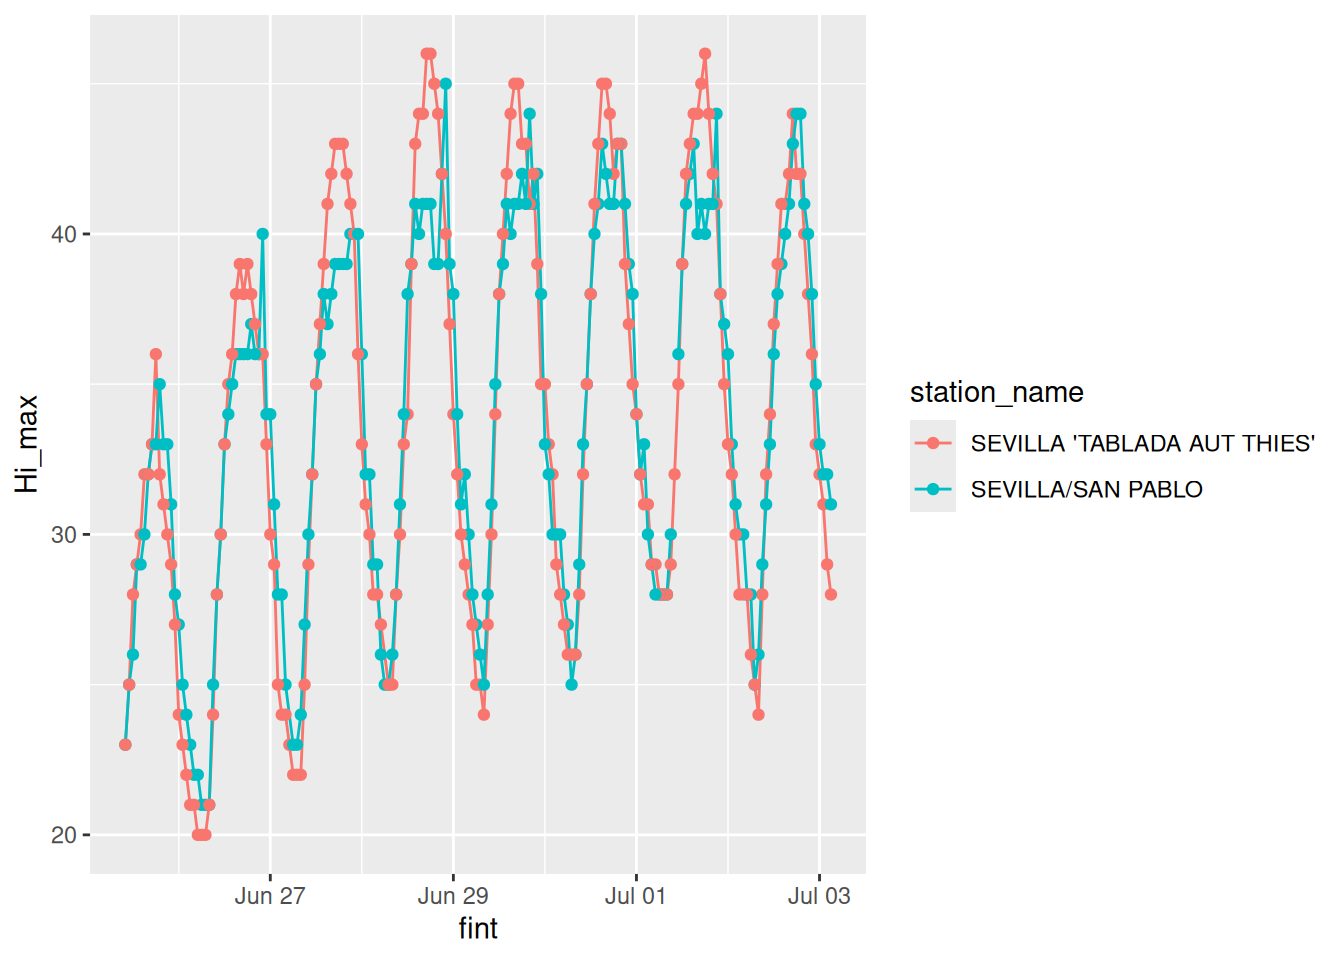 Hi_max
40
30
20
Jun 27
Jun 29
Jul 01
Jul 03
fint
station_name
SEVILLA 'TABLADA AUT THIES'
SEVILLA/SAN PABLO